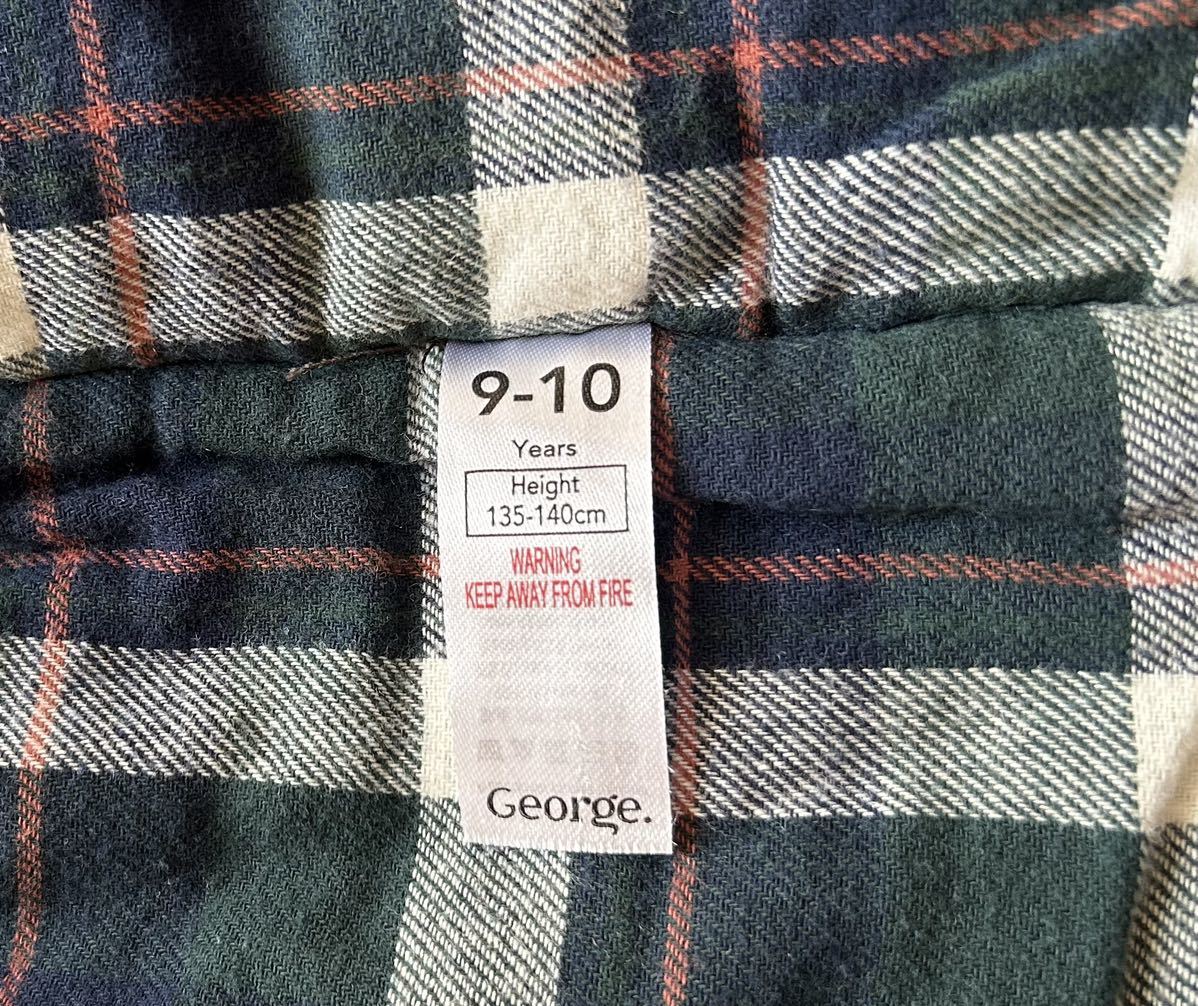 9-10
Years
Height
135-140cm
WARNING
KEEP AWAY FROM FIRE
George.